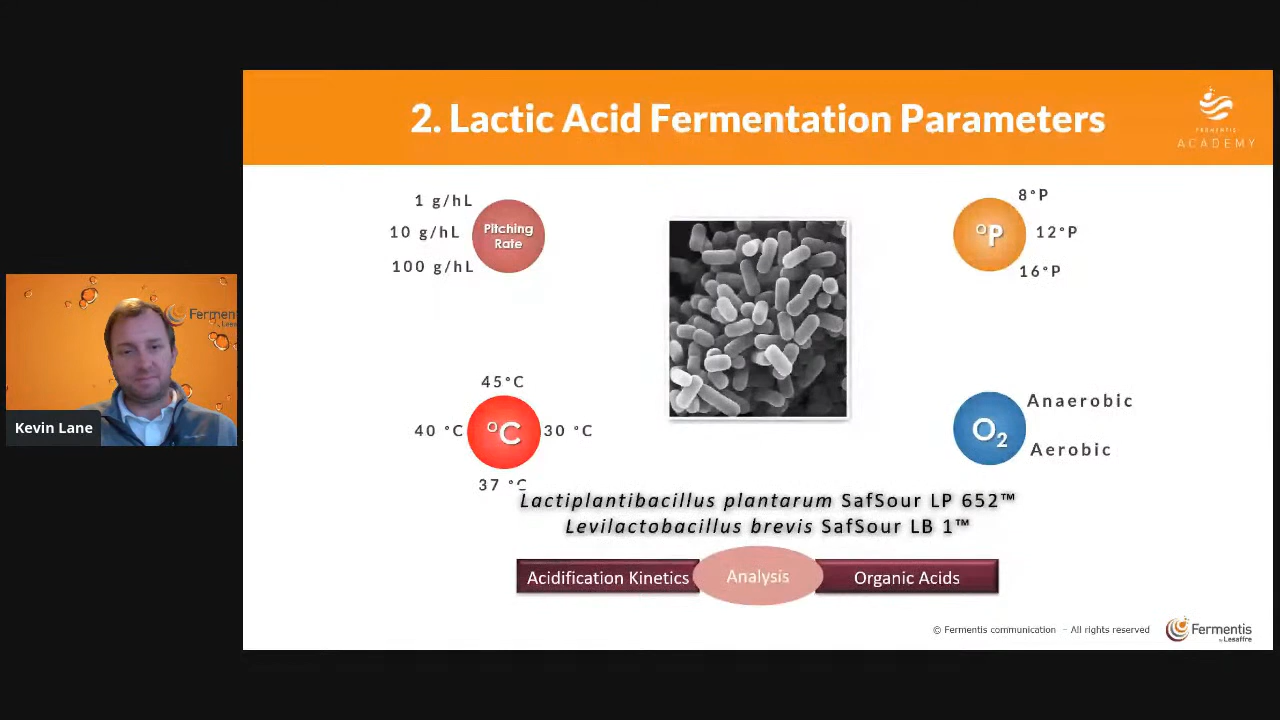 2. Lactic Acid Fermentation Parameters
FERMENTIS
ACADEMY
1 g/hL
10 g/hL
100 g/hL
Pitching
Rate
°P
8°P
12°P
16°P
45°C
40 °C
°C
30 °C
37 °C
O2
Anaerobic
Aerobic
Fermentis
Kevin Lane
Lactiplantibacillus plantarum SafSour LP 652™
Levilactobacillus brevis SafSour LB 1™
Acidification Kinetics
Analysis
Organic Acids
© Fermentis communication – All rights reserved
Fermentis
by Lesaffre